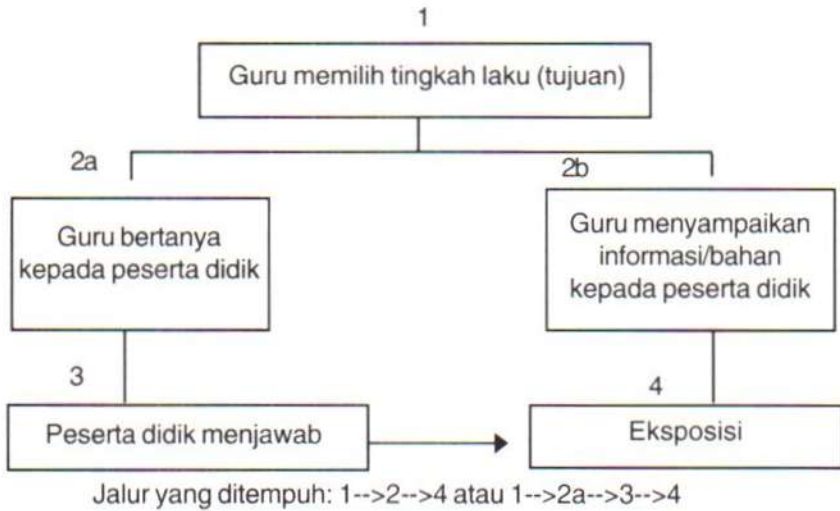 1
Guru memilih tingkah laku (tujuan)
2a
2b
Guru bertanya
kepada peserta didik
Guru menyampaikan
informasi/bahan
kepada peserta didik
3
4
Peserta didik menjawab
Eksposisi
Jalur yang ditempuh: 1-->2-->4 atau 1-->2a-->3-->4